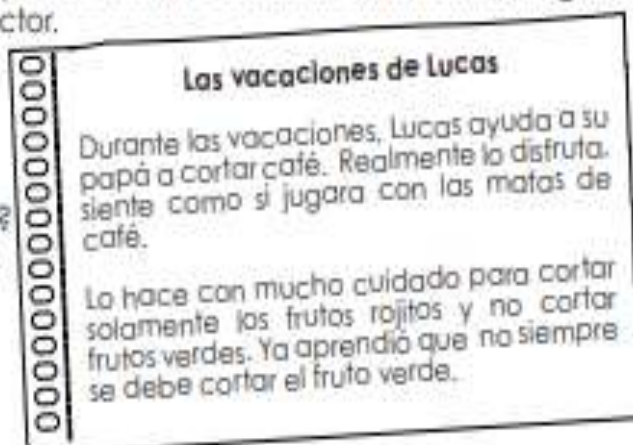 ctor.
Las vacaciones de Lucas
Durante las vacaciones, Lucas ayuda a su
papá a cortar café. Realmente lo disfruta,
siente como si jugara con las matas de
café.
Lo hace con mucho cuidado para cortar
solamente los frutos rojitos y no cortar
frutos verdes. Ya aprendió que no siempre
se debe cortar el fruto verde.